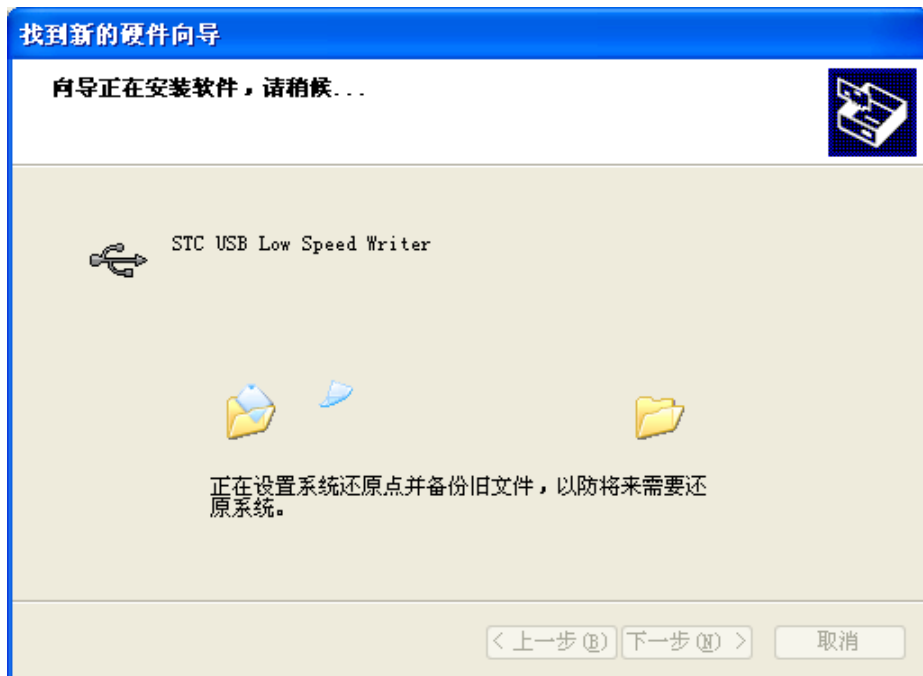 找到新的硬件向导
向导正在安装软件，请稍候...
STC USB Low Speed Writer
正在设置系统还原点并备份旧文件，以防将来需要还
原系统。
< 上一步(B) 下一步(N) > 取消